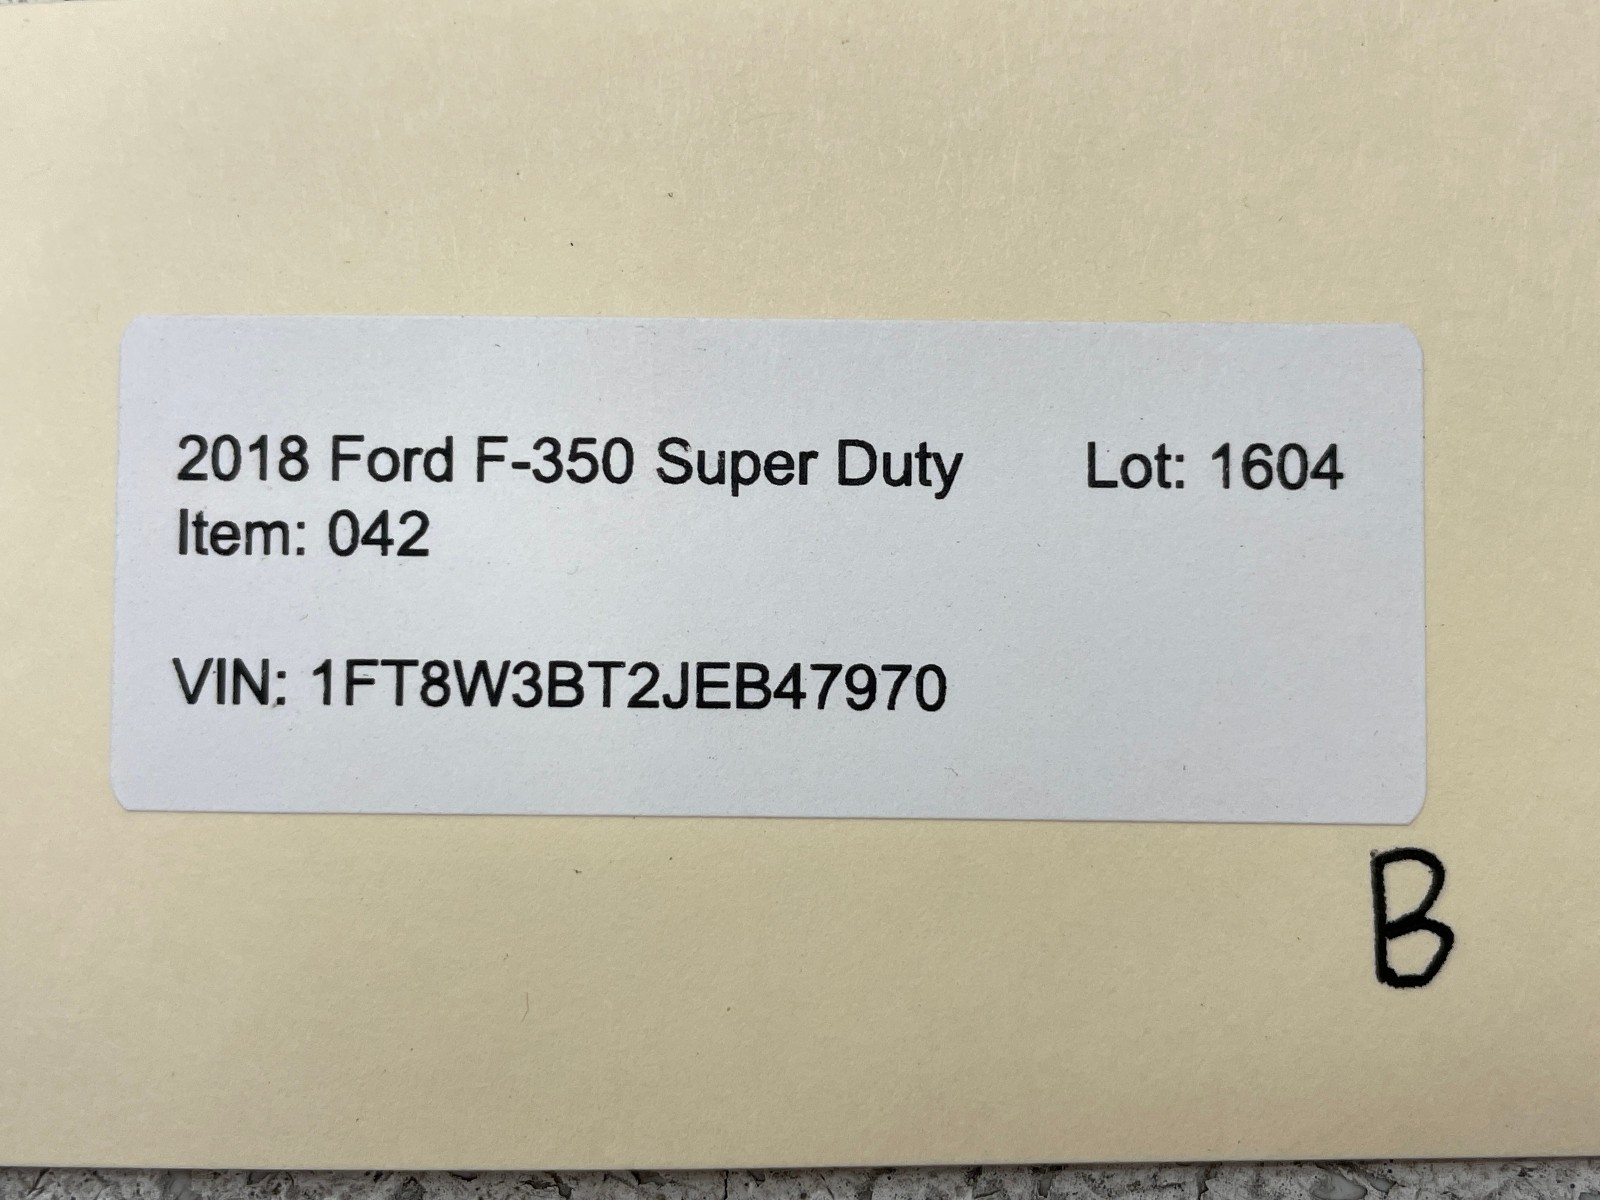 2018 Ford F-350 Super Duty Lot: 1604
Item: 042
VIN: 1FT8W3BT2JEB47970
B